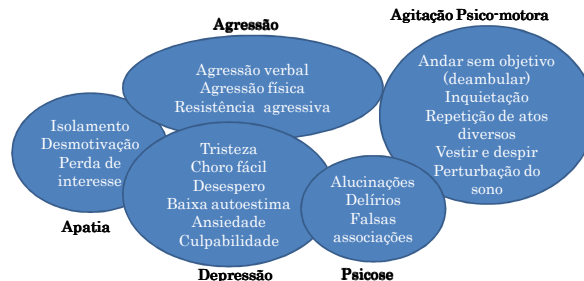 Agressão
Agressão verbal
Agressão física
Resistência agressiva
Agitação Psico-motora
Andar sem objetivo
(deambular)
Inquietação
Repetição de atos
diversos
Vestir e despir
Perturbação do
sono
Isolamento
Desmotivação
Perda de
interesse
Apatia
Tristeza
Choro fácil
Desespero
Baixa autoestima
Ansiedade
Culpabilidade
Depressão
Alucinações
Delírios
Falsas
associações
Psicose